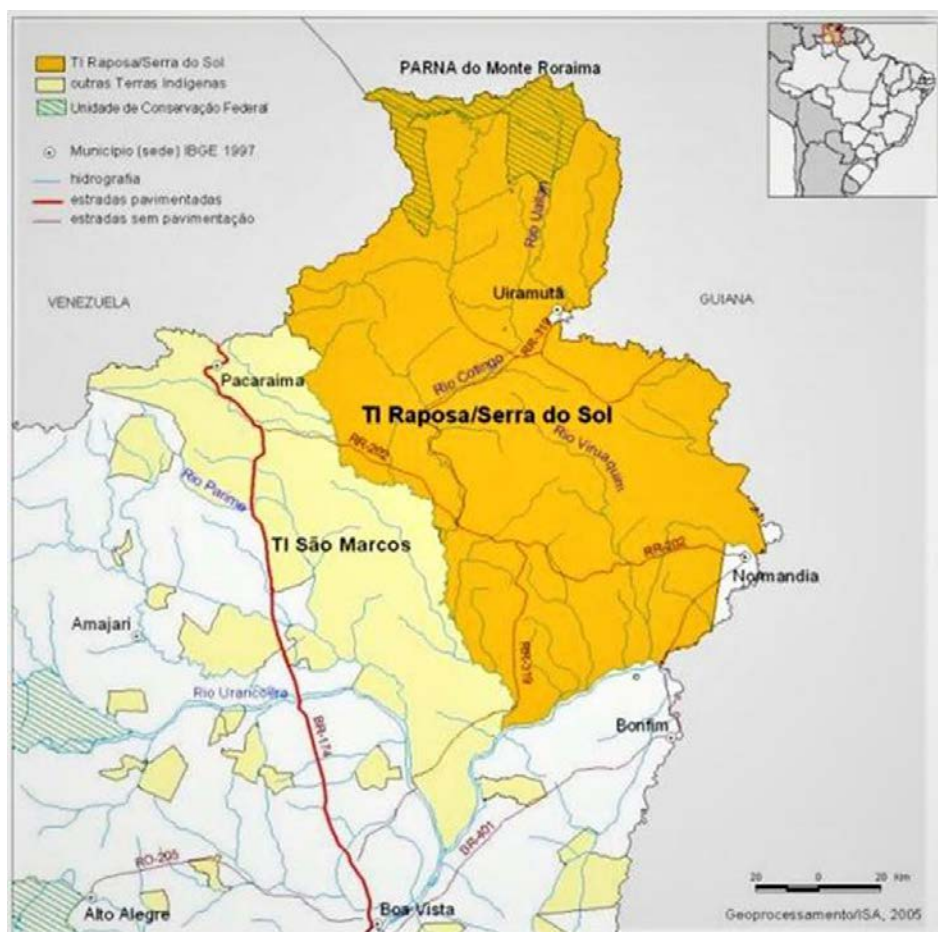 TI Raposa/Serra do Sol
outras Terras Indígenas
Unidade de Conservação Federal
Município (sede) IBGE 1997
hidrografia
estradas pavimentadas
estradas sem pavimentação
PARNA do Monte Roraima
Rio Uailan
VENEZUELA
Uiramutã
GUIANA
RR-319
Rio Cotingo
Pacaraima
TI Raposa/Serra do Sol
RR-202
Rio Viruaquim
Rio Parime
TI São Marcos
RR-202
Normandia
Amajari
RR-319
Rio Uraricoera
BR-174
Bonfim
BR-401
RO-205
Alto Alegre
Boa Vista
20 0 20 Km
Geoprocessamento/ISA, 2005